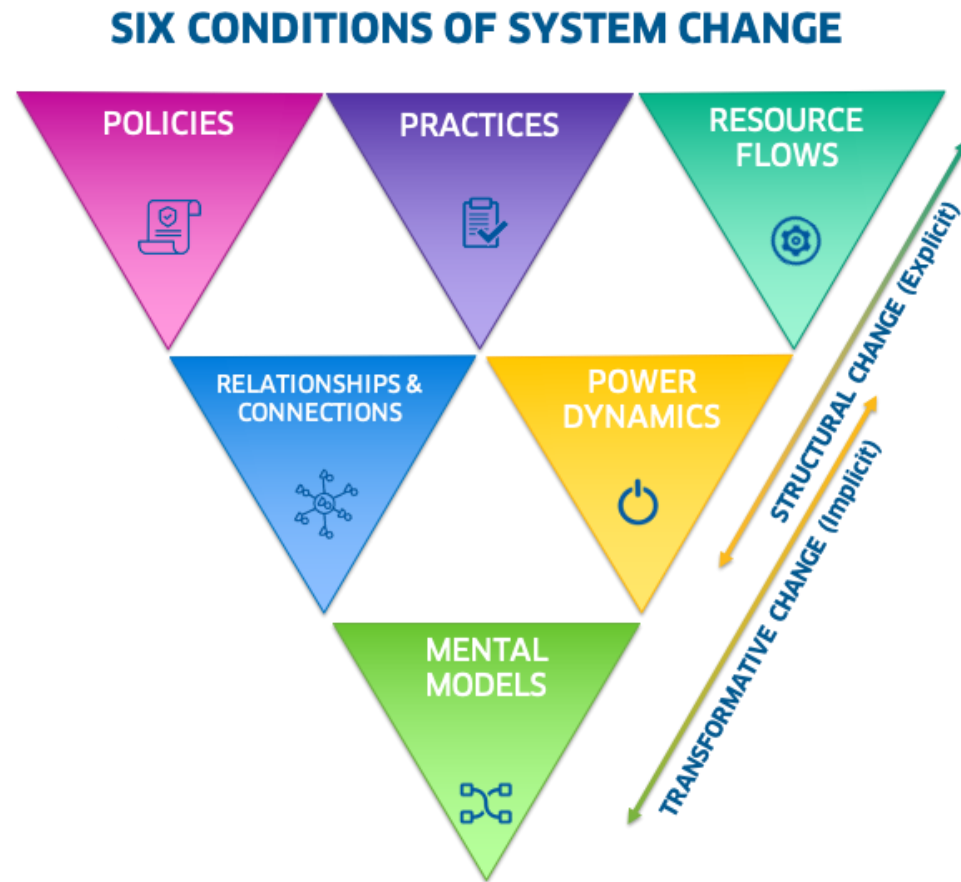 SIX CONDITIONS OF SYSTEM CHANGE
POLICIES
PRACTICES
RESOURCE
FLOWS
RELATIONSHIPS &
CONNECTIONS
POWER
DYNAMICS
MENTAL
MODELS
STRUCTURAL CHANGE (Explicit)
TRANSFORMATIVE CHANGE (Implicit)